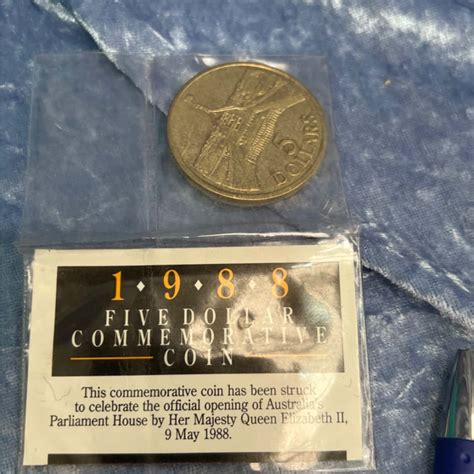 5
DOLLARS
1·9·8·8
FIVE DOLLAR
COMMEMORATIVE
COIN
This commemorative coin has been struck
to celebrate the official opening of Australia's
Parliament House by Her Majesty Queen Elizabeth II,
9 May 1988.